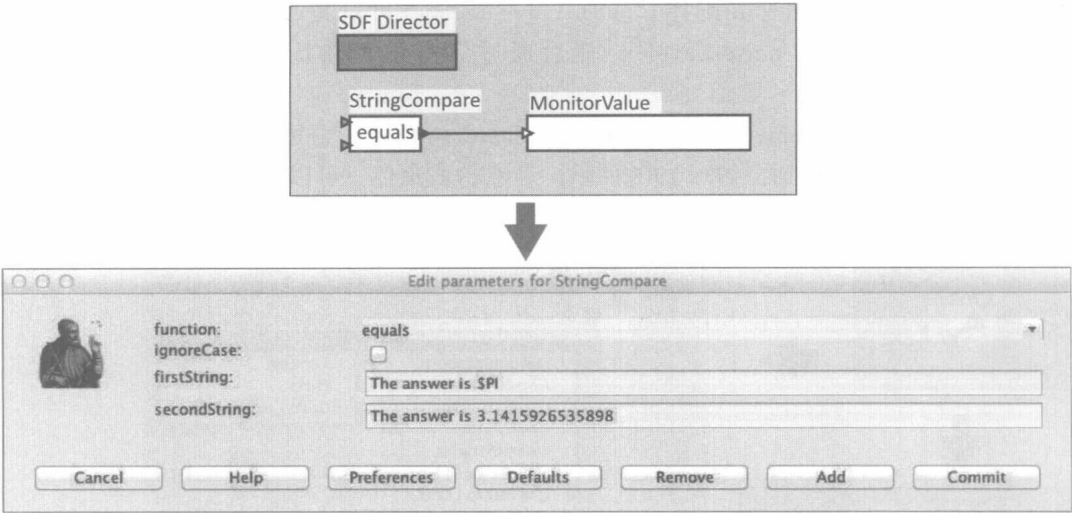 SDF Director
StringCompare
MonitorValue
equals
Edit parameters for StringCompare
function:
equals
ignoreCase:
firstString:
The answer is $PI
secondString:
The answer is 3.1415926535898
Cancel
Help
Preferences
Defaults
Remove
Add
Commit